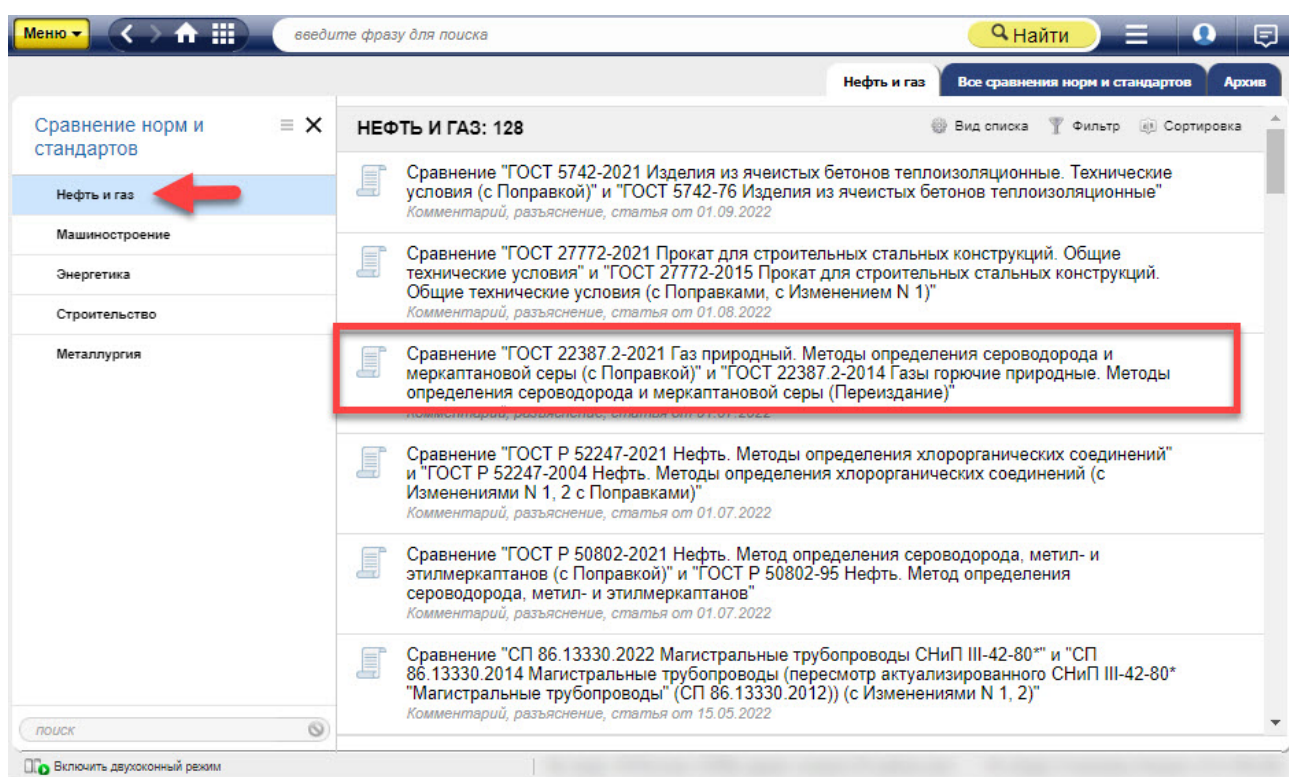 Меню
введите фразу для поиска
Найти
Нефть и газ
Все сравнения норм и стандартов
Архив
Сравнение норм и
стандартов
Нефть и газ
Машиностроение
Энергетика
Строительство
Металлургия
поиск
НЕФТЬ И ГАЗ: 128
Вид списка
Фильтр
Сортировка
Сравнение "ГОСТ 5742-2021 Изделия из ячеистых бетонов теплоизоляционные. Технические
условия (с Поправкой)" и "ГОСТ 5742-76 Изделия из ячеистых бетонов теплоизоляционные"
Комментарий, разъяснение, статья от 01.09.2022
Сравнение "ГОСТ 27772-2021 Прокат для строительных стальных конструкций. Общие
технические условия" и "ГОСТ 27772-2015 Прокат для строительных стальных конструкций.
Общие технические условия (с Поправками, с Изменением N 1)"
Комментарий, разъяснение, статья от 01.08.2022
Сравнение "ГОСТ 22387.2-2021 Газ природный. Методы определения сероводорода и
меркаптановой серы (с Поправкой)" и "ГОСТ 22387.2-2014 Газы горючие природные. Методы
определения сероводорода и меркаптановой серы (Переиздание)"
Комментарий, разъяснение, статья от 01.07.2022
Сравнение "ГОСТ Р 52247-2021 Нефть. Методы определения хлорорганических соединений"
и "ГОСТ Р 52247-2004 Нефть. Методы определения хлорорганических соединений (с
Изменениями N 1, 2 с Поправками)"
Комментарий, разъяснение, статья от 01.07.2022
Сравнение "ГОСТ Р 50802-2021 Нефть. Метод определения сероводорода, метил- и
этилмеркаптанов (с Поправкой)" и "ГОСТ Р 50802-95 Нефть. Метод определения
сероводорода, метил- и этилмеркаптанов"
Комментарий, разъяснение, статья от 01.07.2022
Сравнение "СП 86.13330.2022 Магистральные трубопроводы СНиП III-42-80*" и "СП
86.13330.2014 Магистральные трубопроводы (пересмотр актуализированного СНиП III-42-80*
"Магистральные трубопроводы" (СП 86.13330.2012)) (с Изменениями N 1, 2)"
Комментарий, разъяснение, статья от 15.05.2022
Включить двухоконный режим